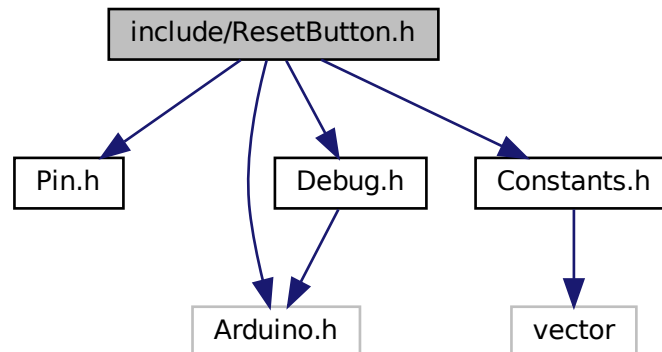 include/ResetButton.h
Pin.h
Debug.h
Constants.h
Arduino.h
vector